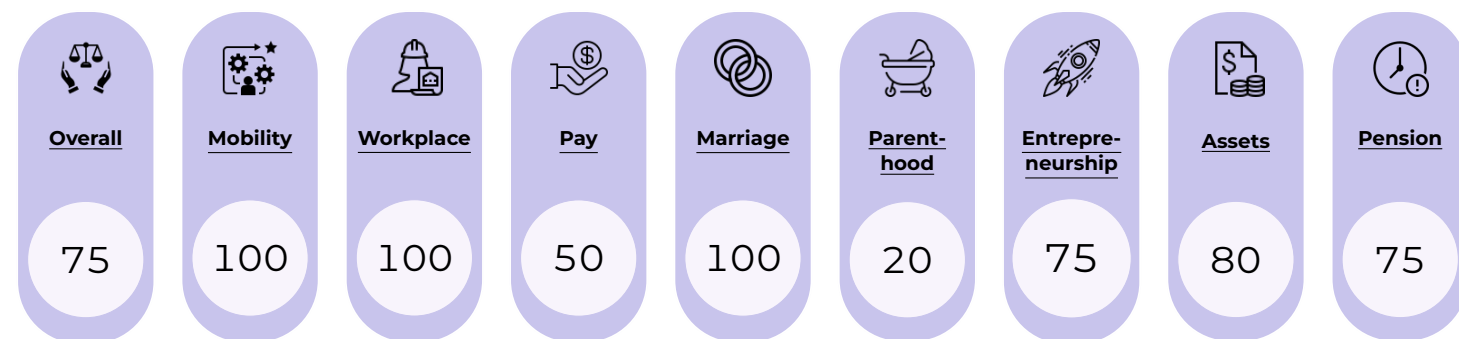 Overall
75
Mobility
100
Workplace
100
$
Pay
50
Marriage
100
Parent-
hood
20
Entrepre-
neurship
75
$
Assets
80
!
Pension
75